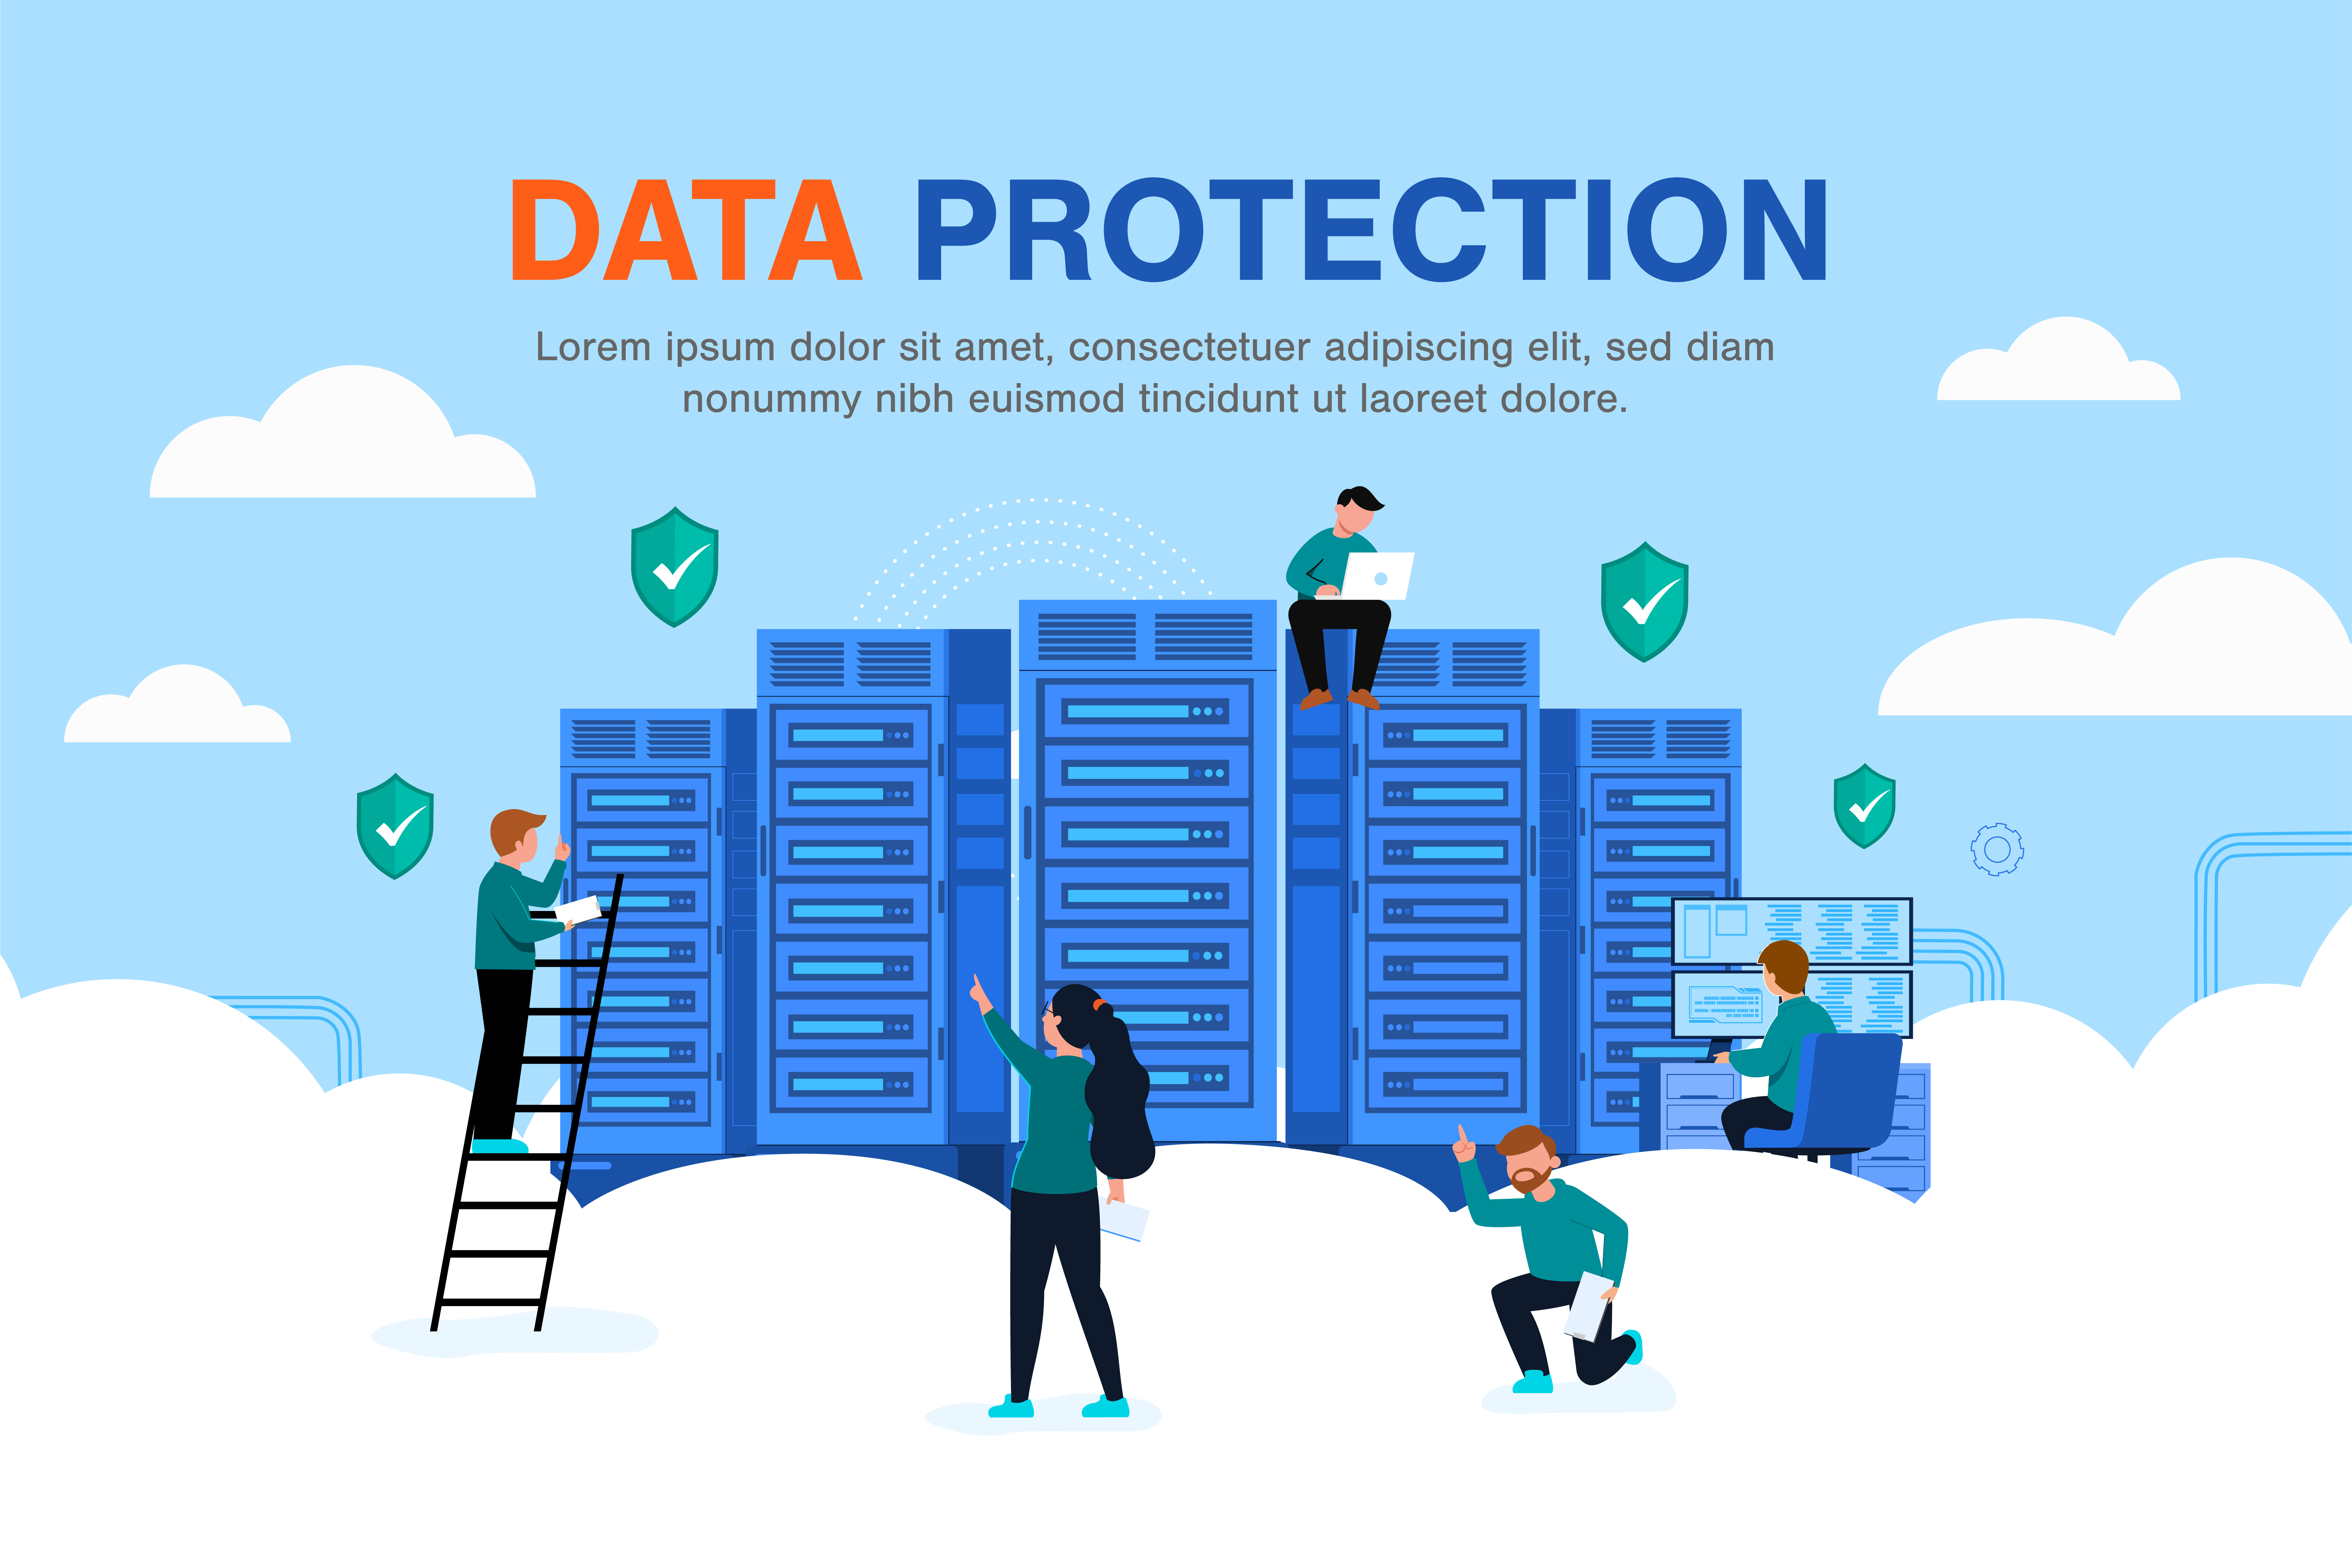 DATA PROTECTION
Lorem ipsum dolor sit amet, consectetuer adipiscing elit, sed diam
nonummy nibh euismod tincidunt ut laoreet dolore.